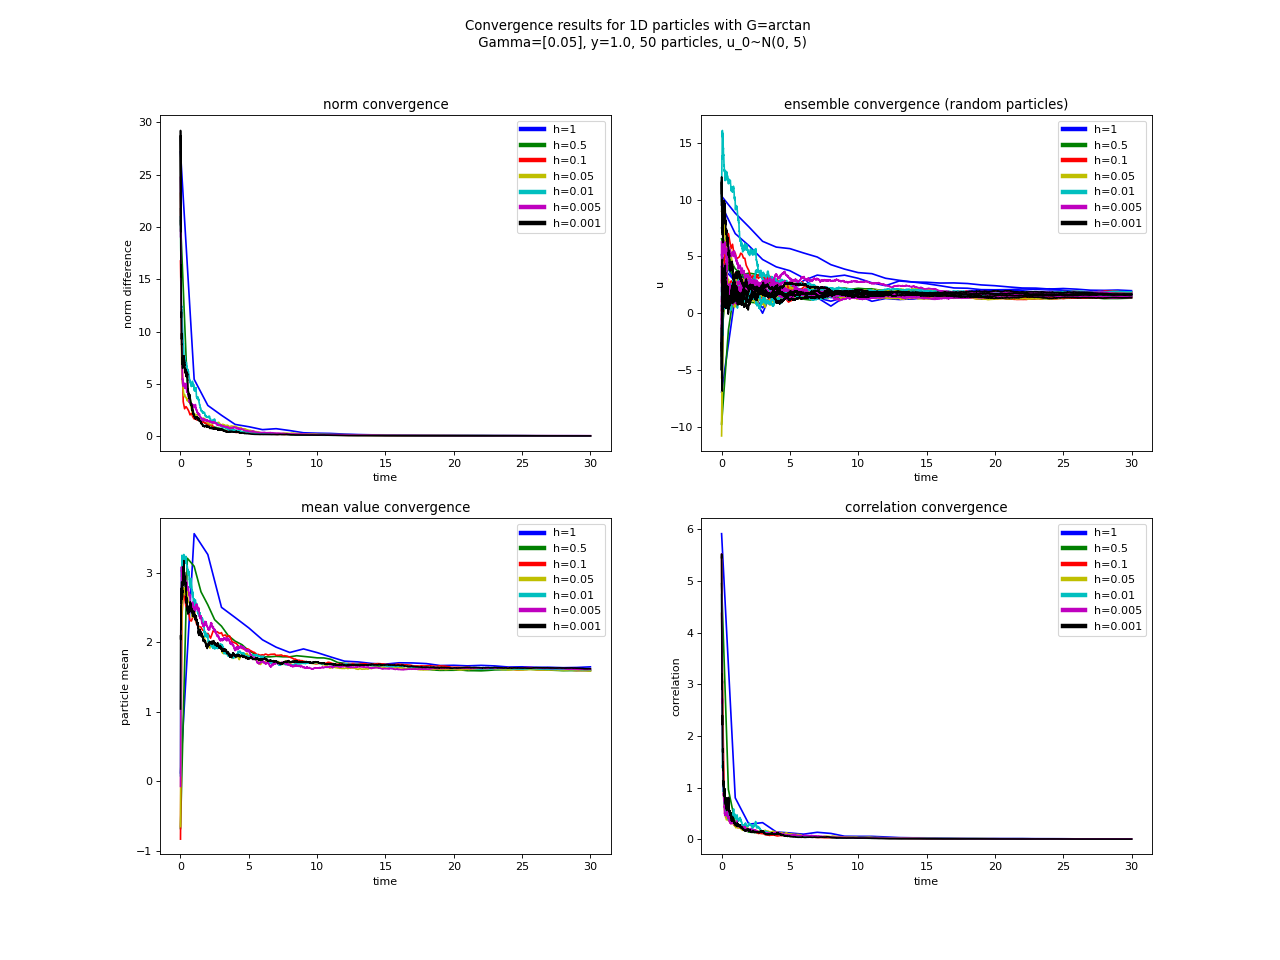 Convergence results for 1D particles with G=arctan
Gamma=[0.05], y=1.0, 50 particles, u_0~N(0, 5)
norm convergence
30
25
20
15
10
5
0
norm difference
0 5 10 15 20 25 30
time
h=1
h=0.5
h=0.1
h=0.05
h=0.01
h=0.005
h=0.001
ensemble convergence (random particles)
15
10
5
0
−5
−10
u
0 5 10 15 20 25 30
time
h=1
h=0.5
h=0.1
h=0.05
h=0.01
h=0.005
h=0.001
mean value convergence
3
2
1
0
−1
particle mean
0 5 10 15 20 25 30
time
h=1
h=0.5
h=0.1
h=0.05
h=0.01
h=0.005
h=0.001
correlation convergence
6
5
4
3
2
1
0
correlation
0 5 10 15 20 25 30
time
h=1
h=0.5
h=0.1
h=0.05
h=0.01
h=0.005
h=0.001